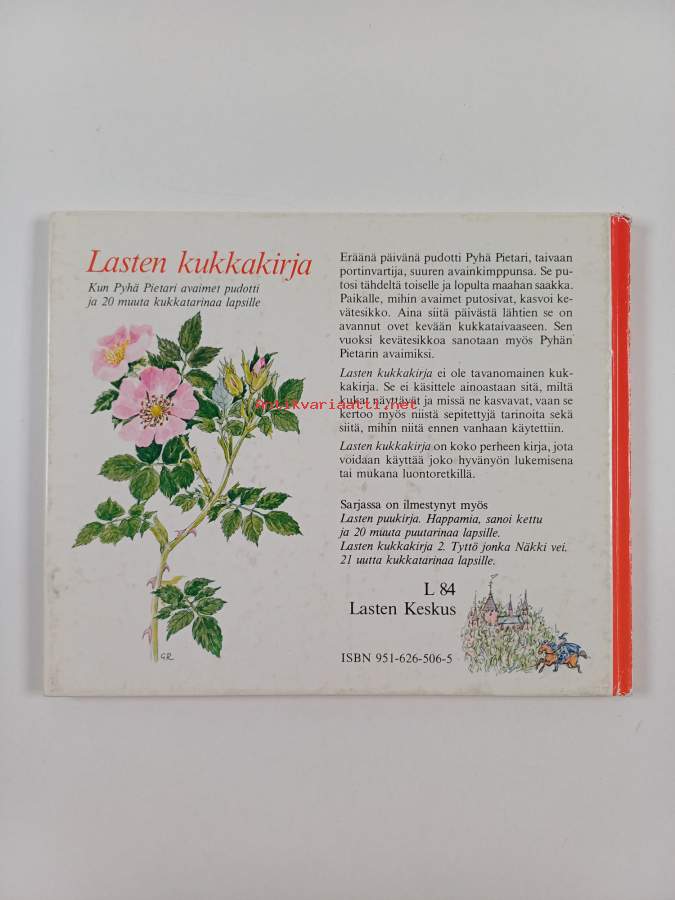 Lasten kukkakirja
Kun Pyhä Pietari avaimet pudotti
ja 20 muuta kukkatarinaa lapsille
GR
Eräänä päivänä pudotti Pyhä Pietari, taivaan
portinvartija, suuren avainkimppunsa. Se pu-
tosi tähdeltä toiselle ja lopulta maahan saakka.
Paikalle, mihin avaimet putosivat, kasvoi ke-
vätesikko. Aina siitä päivästä lähtien se on
avannut ovet kevään kukkataivaaseen. Sen
vuoksi kevätesikkoa sanotaan myös Pyhän
Pietarin avaimiksi.
Lasten kukkakirja ei ole tavanomainen kuk-
kakirja. Se ei käsittele ainoastaan sitä, miltä
kukat näyttävät ja missä ne kasvavat, vaan se
kertoo myös niistä sepitettyjä tarinoita sekä
siitä, mihin niitä ennen vanhaan käytettiin.
Lasten kukkakirja on koko perheen kirja, jota
voidaan käyttää joko hyvänyön lukemisena
tai mukana luontoretkillä.
Sarjassa on ilmestynyt myös
Lasten puukirja. Happamia, sanoi kettu
ja 20 muuta puutarinaa lapsille.
Lasten kukkakirja 2. Tyttö jonka Näkki vei.
21 uutta kukkatarinaa lapsille.
L 84
Lasten Keskus
ISBN 951-626-506-5
Antikvariaatti.net